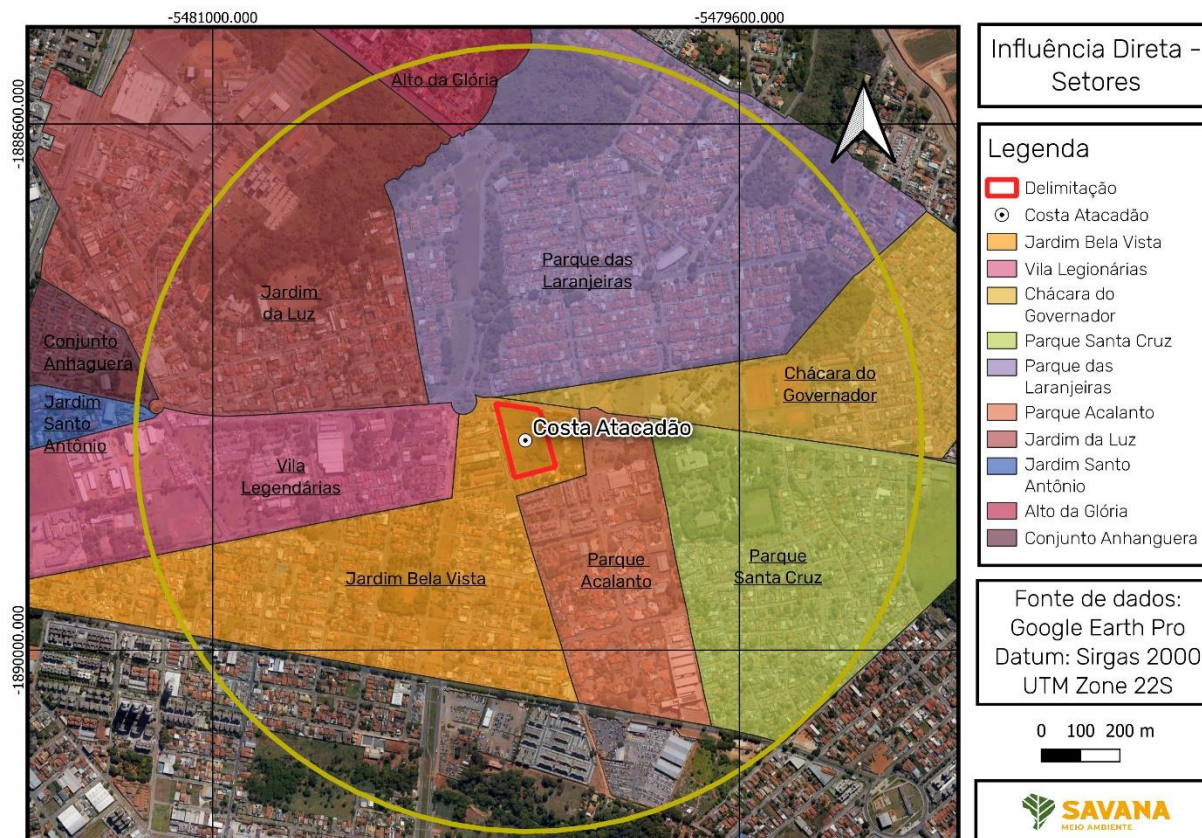 -5481000.000
-5479600.000
-1888600.000
-1890000.000
Alto da Glória
Parque das
Laranjeiras
Jardim
da Luz
Conjunto
Anhaguera
Jardim
Santo
Antônio
Chácara do
Governador
Costa Atacadão
Vila
Legendárias
Jardim Bela Vista
Parque
Acalanto
Parque
Santa Cruz
Influência Direta -
Setores
Legenda
Delimitação
Costa Atacadão
Jardim Bela Vista
Vila Legionárias
Chácara do
Governador
Parque Santa Cruz
Parque das
Laranjeiras
Parque Acalanto
Jardim da Luz
Jardim Santo
Antônio
Alto da Glória
Conjunto Anhanguera
Fonte de dados:
Google Earth Pro
Datum: Sirgas 2000
UTM Zone 22S
0 100 200 m
SAVANA
MEIO AMBIENTE